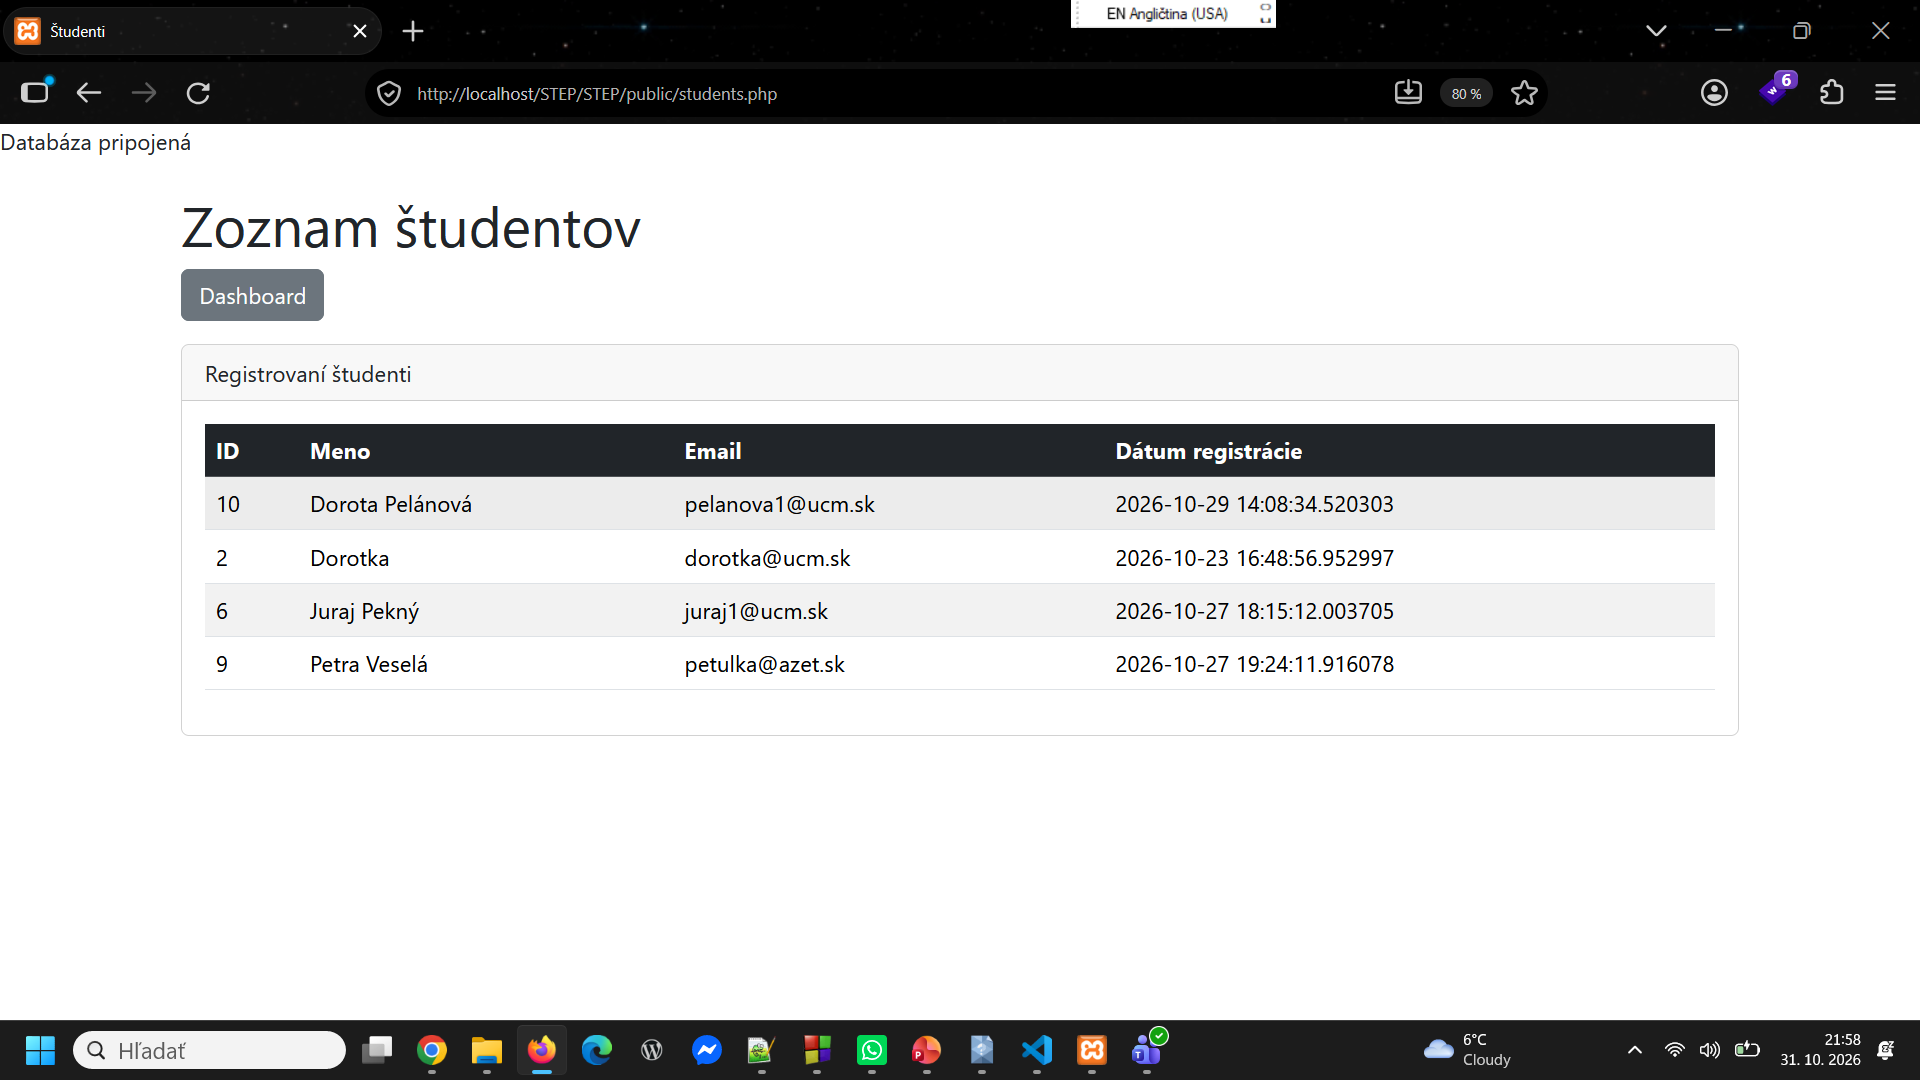 Študenti
EN Angličtina (USA)
http://localhost/STEP/STEP/public/students.php
80 %
6
Databáza pripojená
Zoznam študentov
Dashboard
Registrovaní študenti
ID Meno Email Dátum registrácie
10 Dorota Pelánová pelanova1@ucm.sk 2026-10-29 14:08:34.520303
2 Dorotka dorotka@ucm.sk 2026-10-23 16:48:56.952997
6 Juraj Pekný juraj1@ucm.sk 2026-10-27 18:15:12.003705
9 Petra Veselá petulka@azet.sk 2026-10-27 19:24:11.916078
Hľadať
6°C
Cloudy
21:58
31. 10. 2026